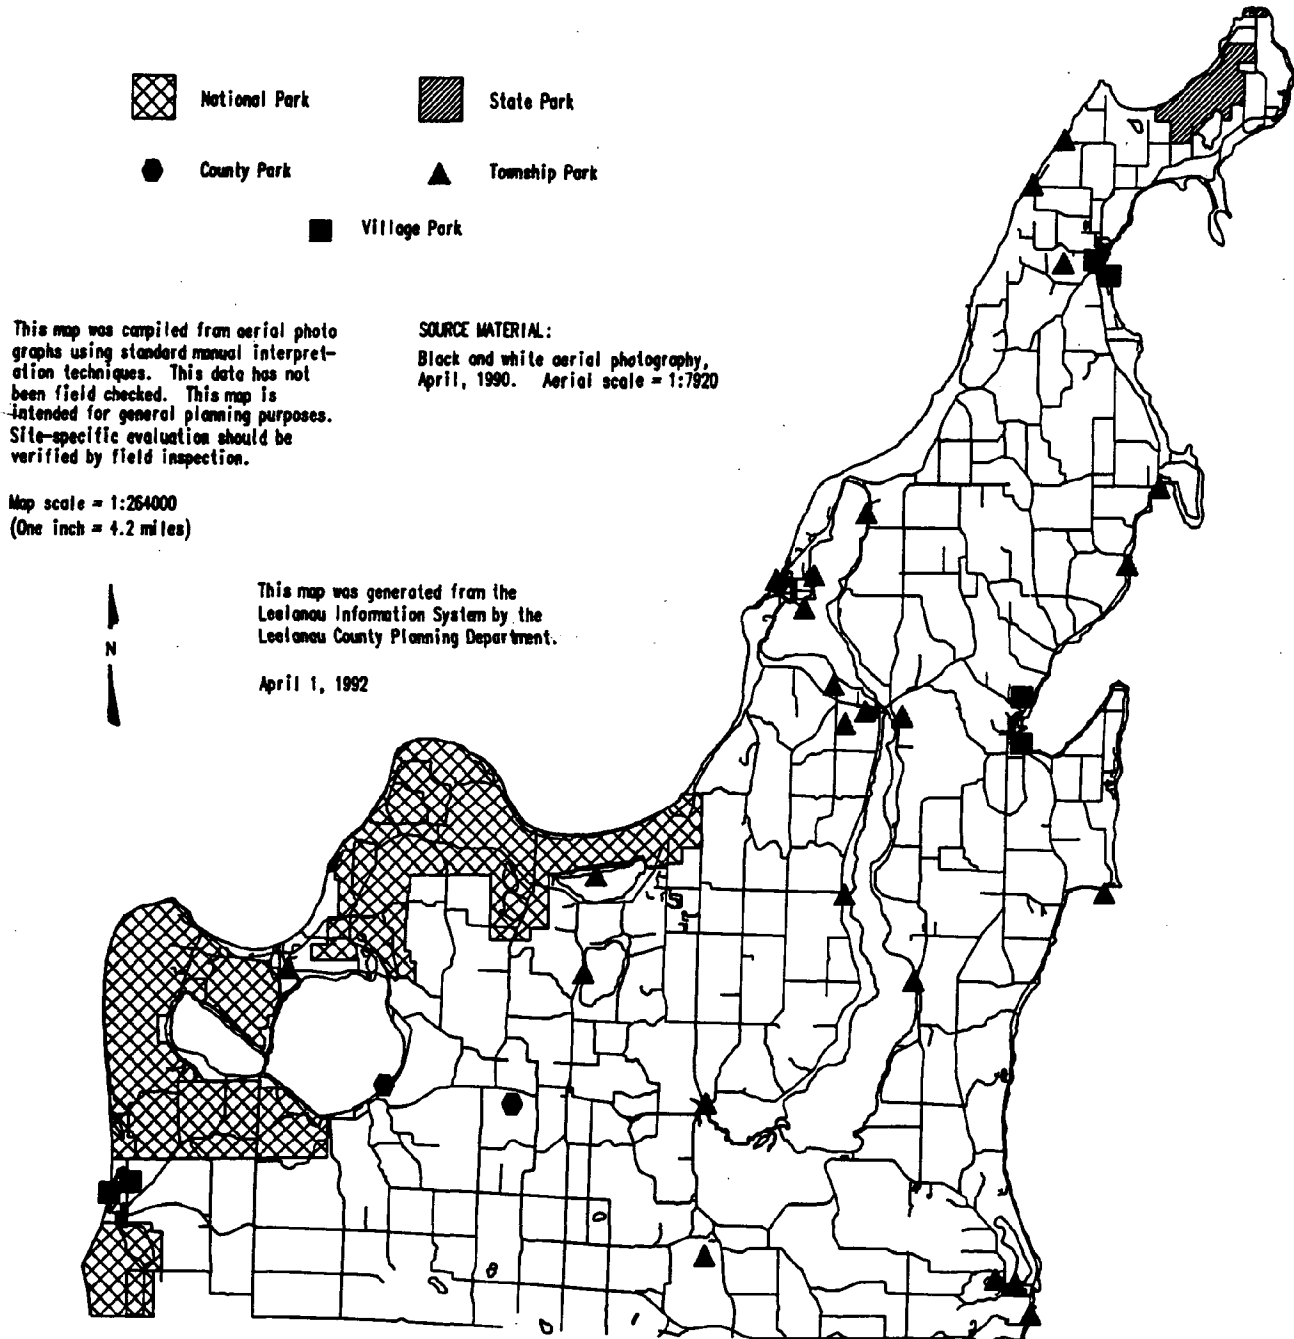 National Park
State Park
County Park
Township Park
Village Park
This map was compiled from aerial photo
graphs using standard manual interpret-
ation techniques. This data has not
been field checked. This map is
intended for general planning purposes.
Site-specific evaluation should be
verified by field inspection.
SOURCE MATERIAL:
Black and white aerial photography,
April, 1990. Aerial scale = 1:7920
Map scale = 1:264000
(One inch = 4.2 miles)
This map was generated from the
Leelanau Information System by the
Leelanau County Planning Department.
N
April 1, 1992